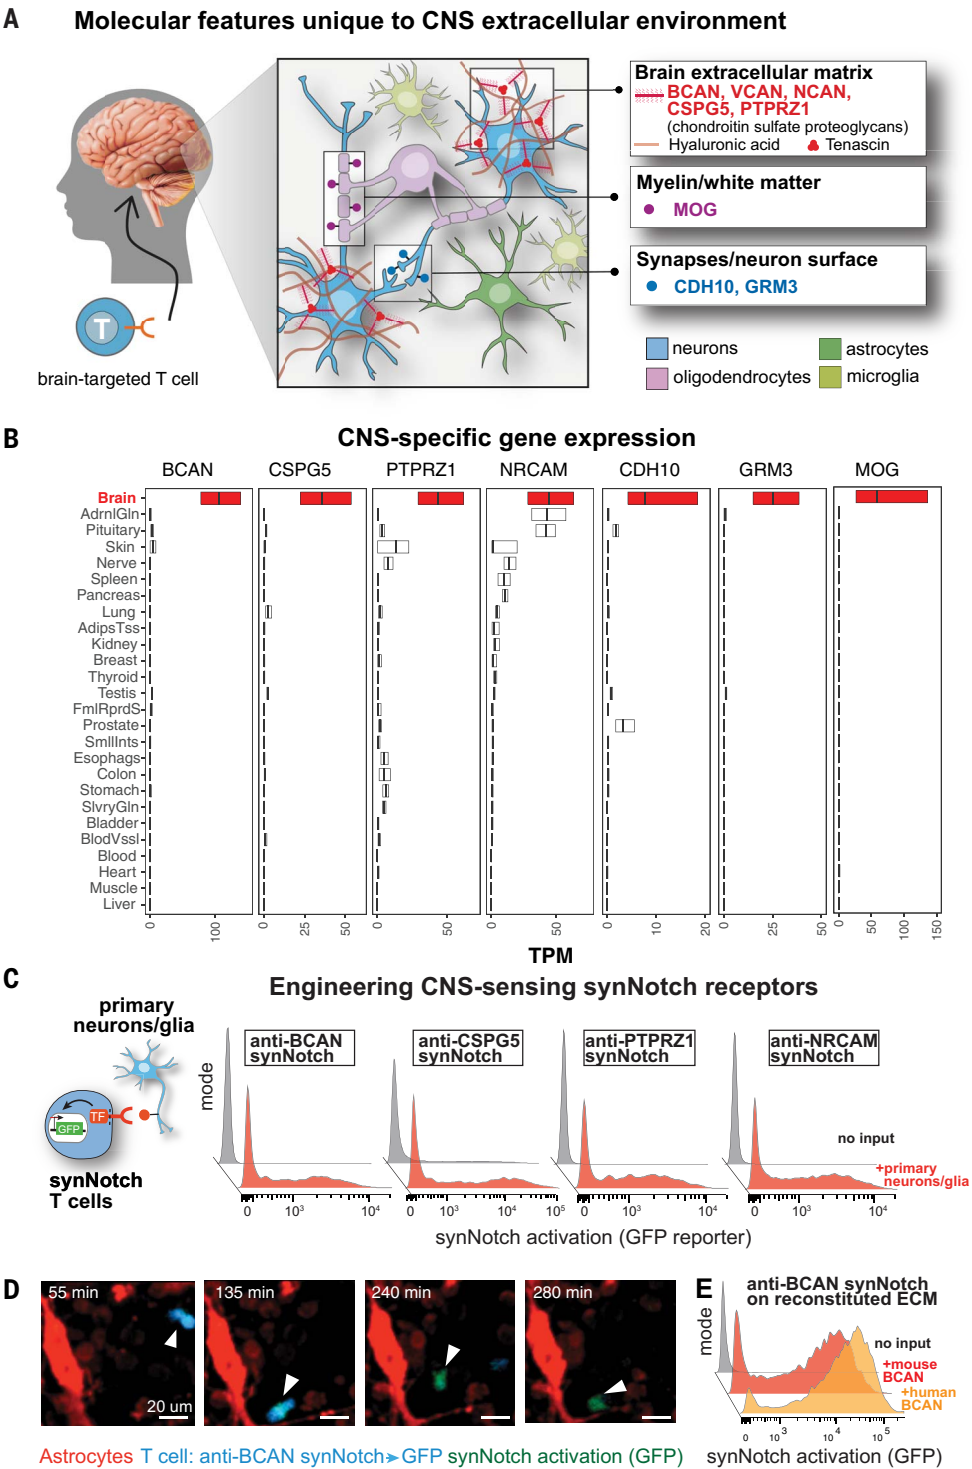 A
Molecular features unique to CNS extracellular environment
T
brain-targeted T cell
Brain extracellular matrix
BCAN, VCAN, NCAN,
CSPG5, PTPRZ1
(chondroitin sulfate proteoglycans)
Hyaluronic acid Tenascin
Myelin/white matter
MOG
Synapses/neuron surface
CDH10, GRM3
neurons astrocytes
oligodendrocytes microglia
B
CNS-specific gene expression
BCAN CSPG5 PTPRZ1 NRCAM CDH10 GRM3 MOG
Brain
AdrnlGln
Pituitary
Skin
Nerve
Spleen
Pancreas
Lung
AdipsTss
Kidney
Breast
Thyroid
Testis
FmlRprdS
Prostate
SmllInts
Esophags
Colon
Stomach
SlvryGln
Bladder
BlodVssl
Blood
Heart
Muscle
Liver
0 100 0 25 50 0 50 0 50 0 10 20 0 25 50 0 50 100 150
TPM
C
Engineering CNS-sensing synNotch receptors
primary
neurons/glia
TF
GFP
synNotch
T cells
mode
anti-BCAN
synNotch
anti-CSPG5
synNotch
anti-PTPRZ1
synNotch
anti-NRCAM
synNotch
no input
+primary
neurons/glia
0 10³ 10⁴ 0 10³ 10⁴ 10⁵ 0 10³ 10⁴ 0 10³ 10⁴
synNotch activation (GFP reporter)
D
55 min 135 min 240 min 280 min
20 um
Astrocytes T cell: anti-BCAN synNotch➤GFP synNotch activation (GFP)
E
anti-BCAN synNotch
on reconstituted ECM
mode
no input
+mouse
BCAN
+human
BCAN
0 10³ 10⁴ 10⁵
synNotch activation (GFP)